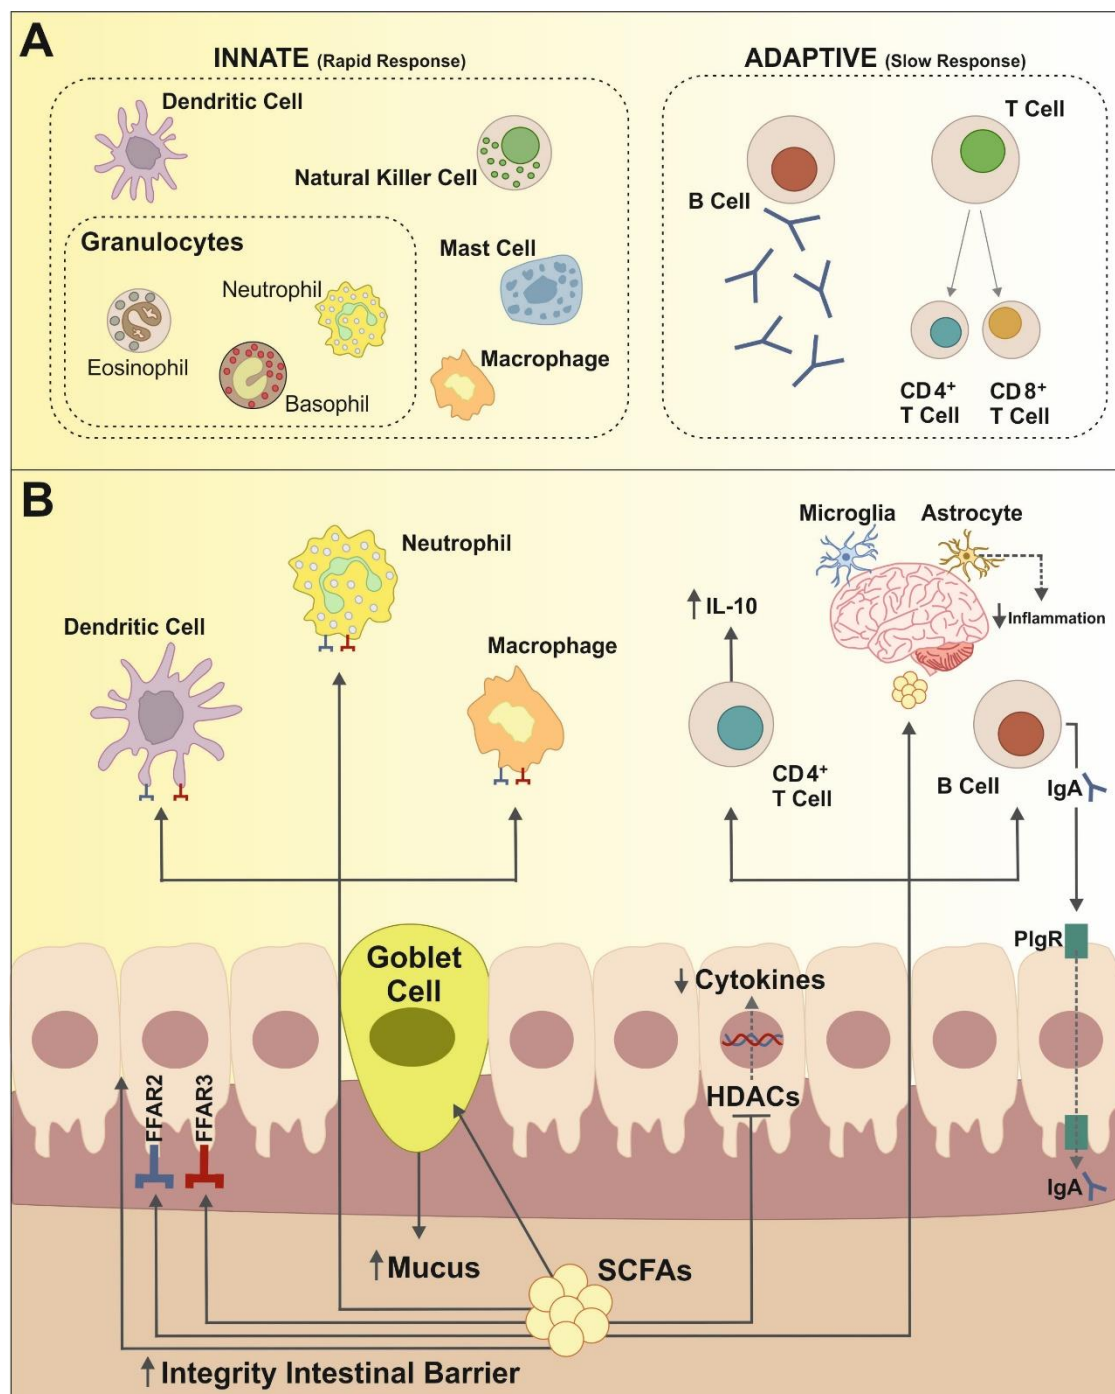 A
INNATE (Rapid Response)
Dendritic Cell
Natural Killer Cell
Granulocytes
Neutrophil
Eosinophil
Basophil
Mast Cell
Macrophage
ADAPTIVE (Slow Response)
T Cell
B Cell
CD4+
T Cell
CD8+
T Cell
B
Dendritic Cell
Neutrophil
Macrophage
↑ IL-10
CD4+
T Cell
Microglia
Astrocyte
↓ Inflammation
B Cell
IgA
PIgR
Goblet
Cell
↓ Cytokines
HDACs
FFAR2
FFAR3
IgA
↑ Mucus
SCFAs
↑ Integrity Intestinal Barrier